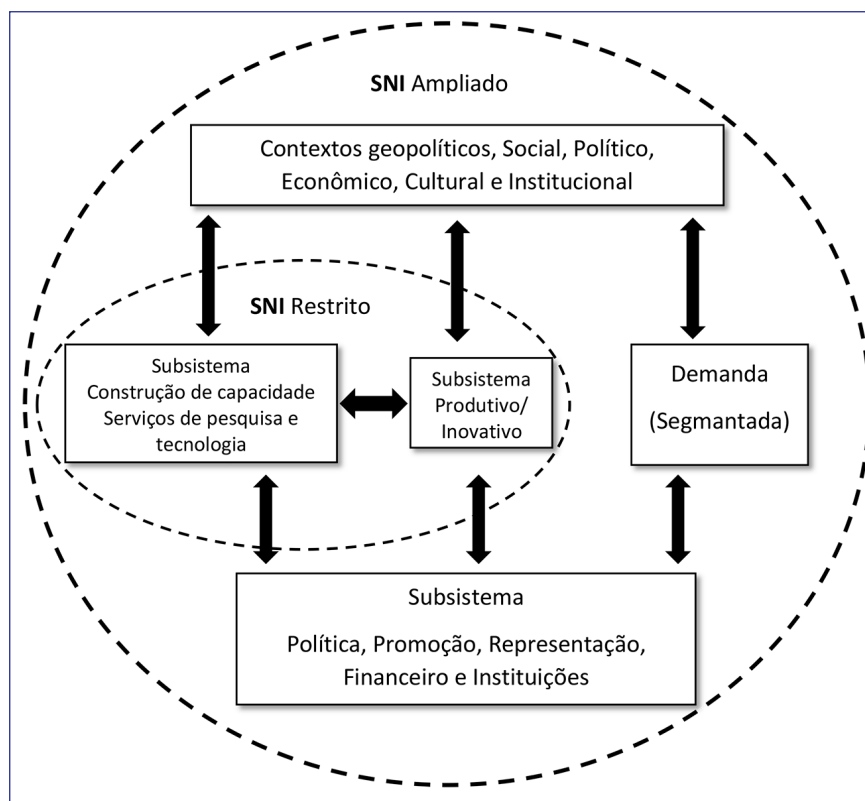 SNI Ampliado
Contextos geopolíticos, Social, Político,
Econômico, Cultural e Institucional
SNI Restrito
Subsistema
Construção de capacidade
Serviços de pesquisa e
tecnologia
Subsistema
Produtivo/
Inovativo
Demanda
(Segmantada)
Subsistema
Política, Promoção, Representação,
Financeiro e Instituições